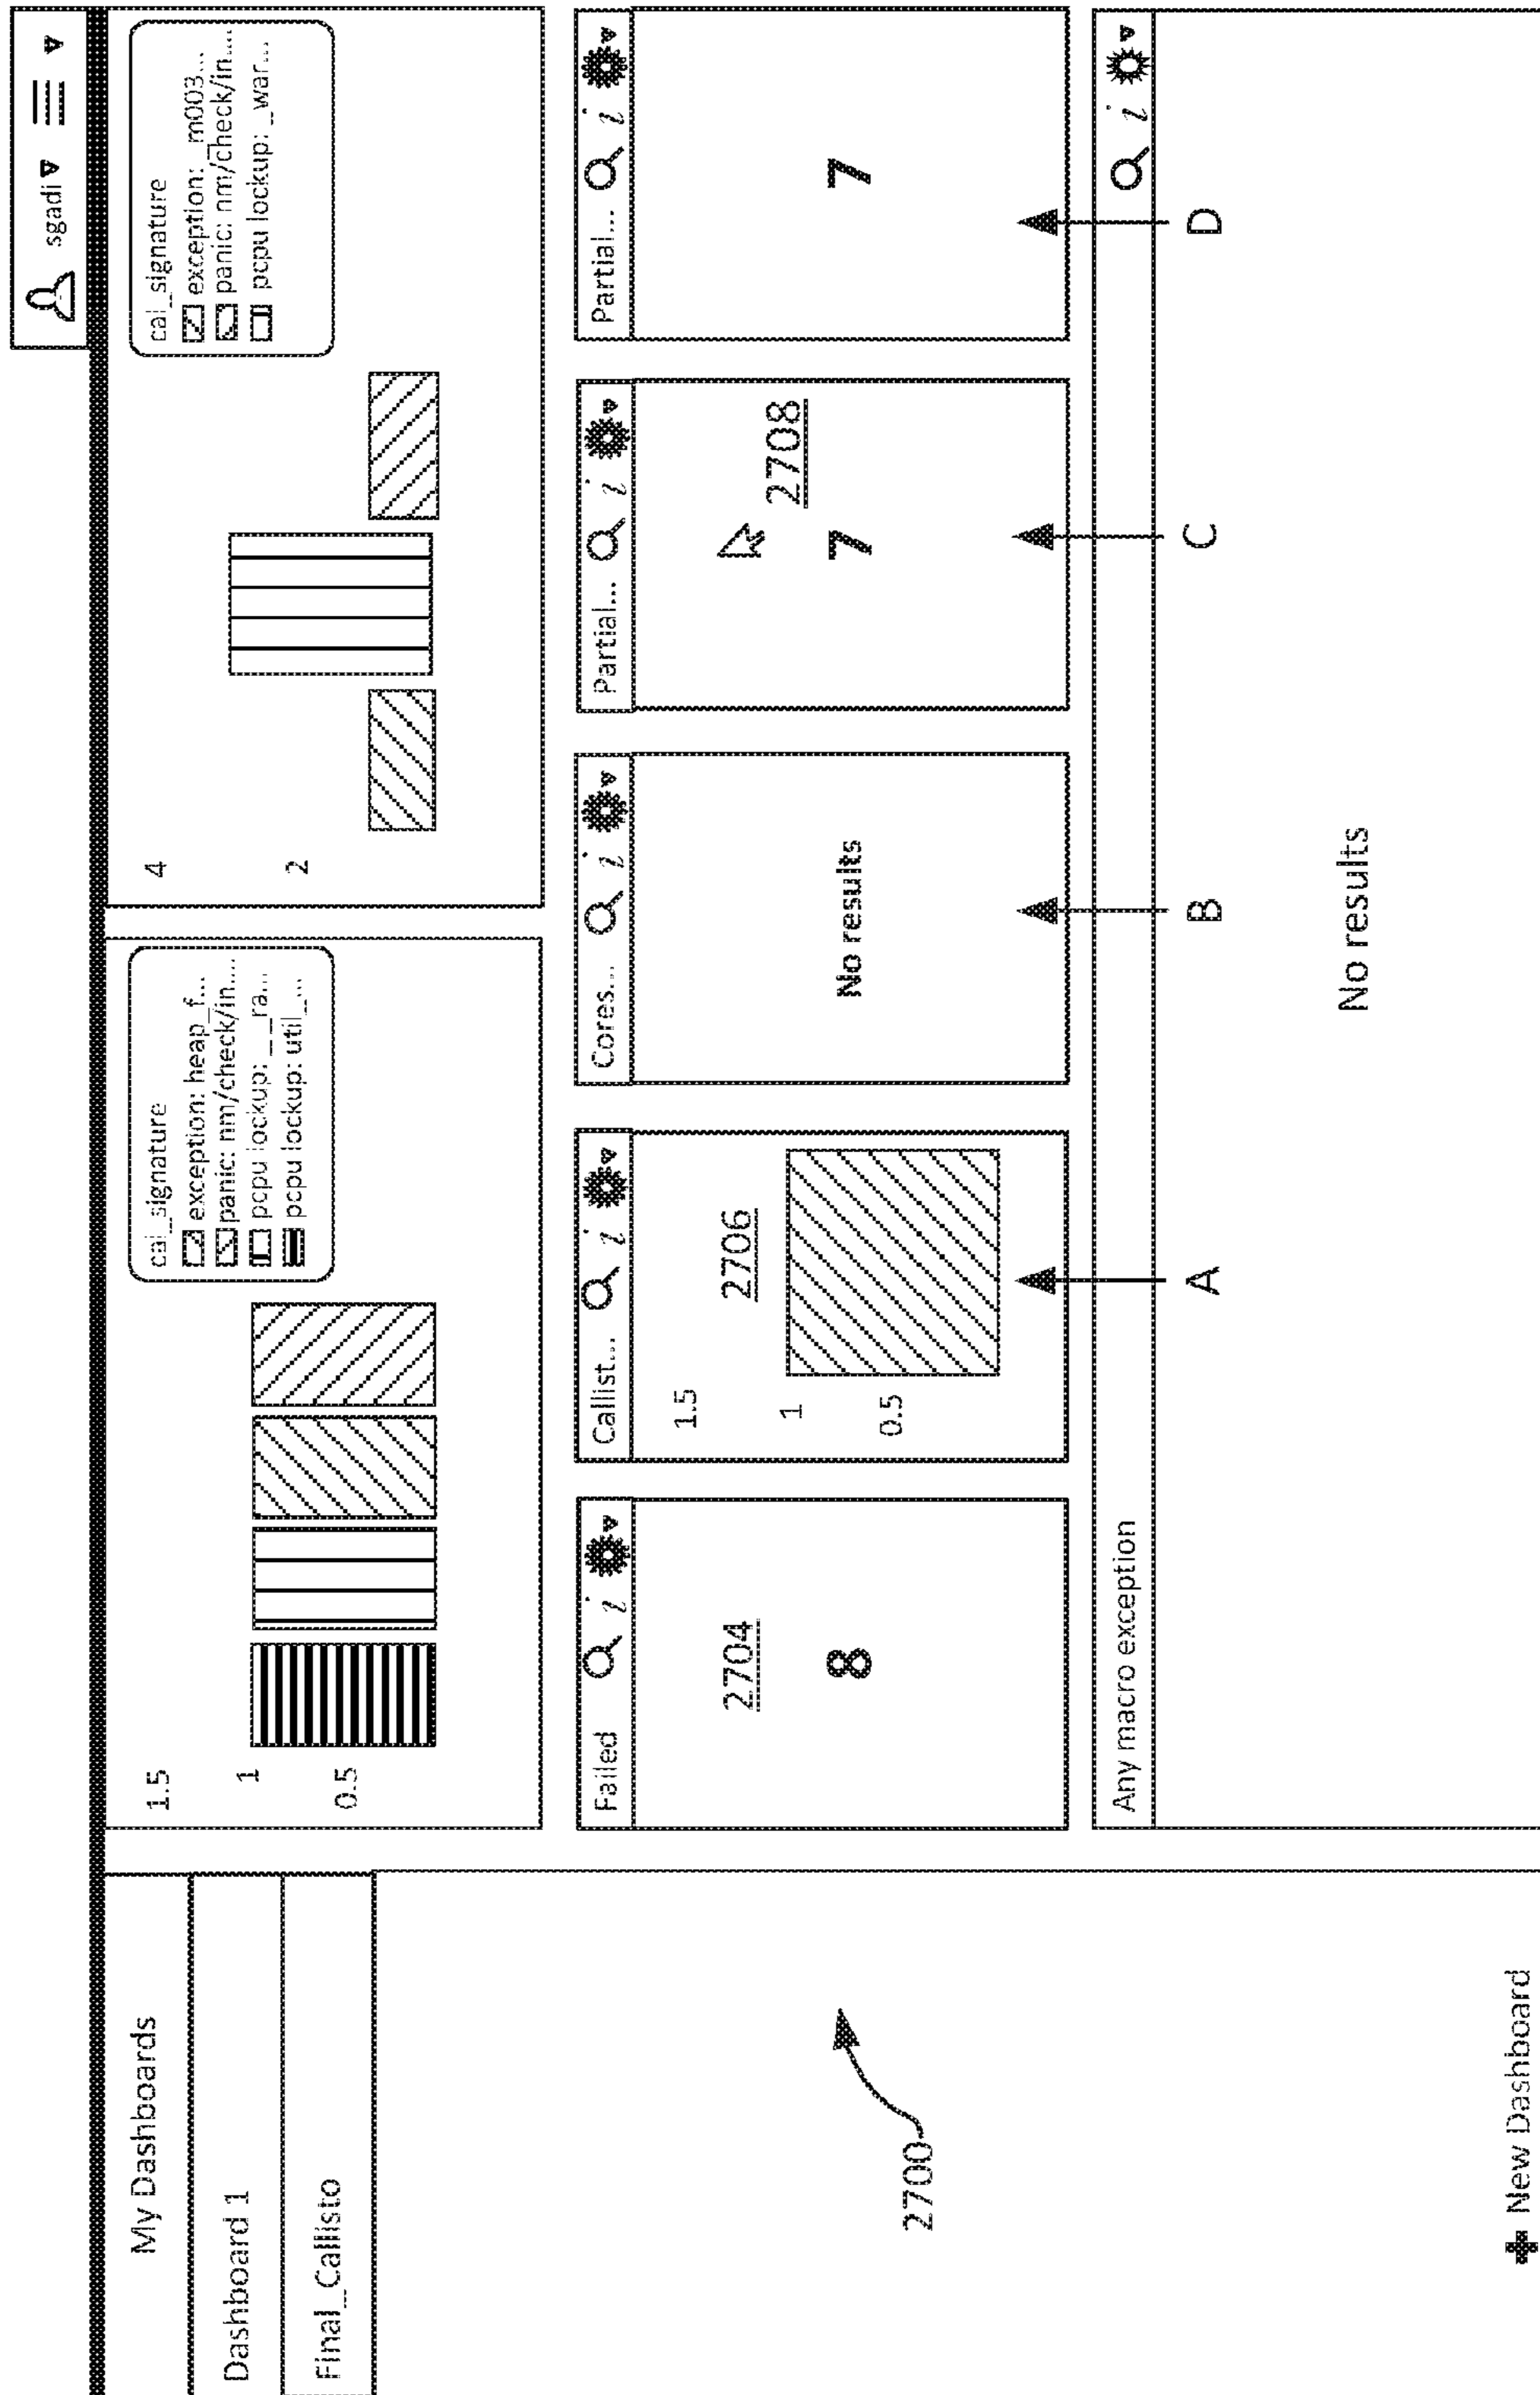 sgadi
My Dashboards
Dashboard 1
Final_Callisto
2700
New Dashboard
1.5
1
0.5
cal_signature
exception: heap_f...
panic: nm/check/in....
pcpu lockup: __ra...
pcpu lockup: util_...
4
2
cal_signature
exception: _m003...
panic: nm/check/in....
pcpu lockup: _war...
Failed i
2704
8
Callist... i
1.5
1
0.5
2706
Cores... i
No results
Partial... i
2708
7
Partial... i
7
A
B
C
D
Any macro exception i
No results